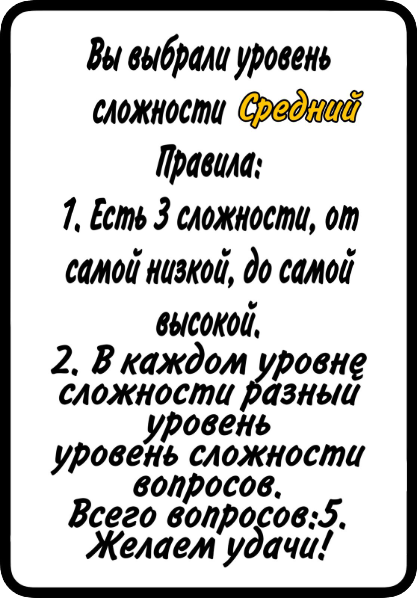 Вы выбрали уровень
сложности Средний
Правила:
1. Есть 3 сложности, от
самой низкой, до самой
высокой.
2. В каждом уровне
сложности разный
уровень
уровень сложности
вопросов.
Всего вопросов:5.
Желаем удачи!